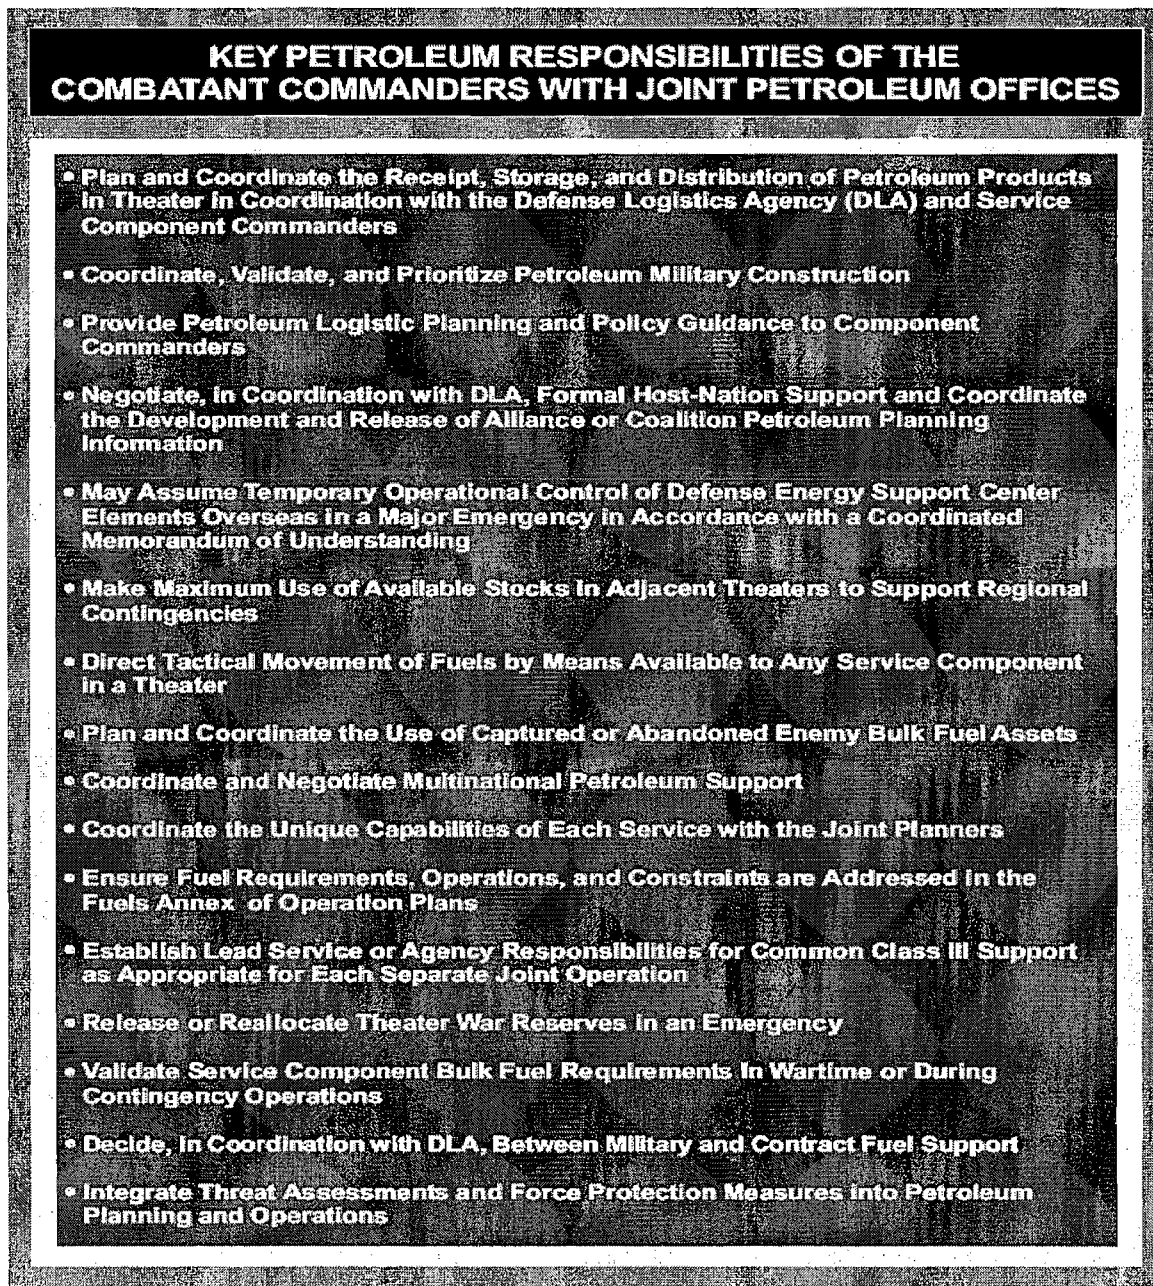 KEY PETROLEUM RESPONSIBILITIES OF THE
COMBATANT COMMANDERS WITH JOINT PETROLEUM OFFICES
• Plan and Coordinate the Receipt, Storage, and Distribution of Petroleum Products
in Theater in Coordination with the Defense Logistics Agency (DLA) and Service
Component Commanders
• Coordinate, Validate, and Prioritize Petroleum Military Construction
• Provide Petroleum Logistic Planning and Policy Guidance to Component
Commanders
• Negotiate, in Coordination with DLA, Formal Host-Nation Support and Coordinate
the Development and Release of Alliance or Coalition Petroleum Planning
Information
• May Assume Temporary Operational Control of Defense Energy Support Center
Elements Overseas in a Major Emergency in Accordance with a Coordinated
Memorandum of Understanding
• Make Maximum Use of Available Stocks in Adjacent Theaters to Support Regional
Contingencies
• Direct Tactical Movement of Fuels by Means Available to Any Service Component
in a Theater
• Plan and Coordinate the Use of Captured or Abandoned Enemy Bulk Fuel Assets
• Coordinate and Negotiate Multinational Petroleum Support
• Coordinate the Unique Capabilities of Each Service with the Joint Planners
• Ensure Fuel Requirements, Operations, and Constraints are Addressed in the
Fuels Annex of Operation Plans
• Establish Lead Service or Agency Responsibilities for Common Class III Support
as Appropriate for Each Separate Joint Operation
• Release or Reallocate Theater War Reserves in an Emergency
• Validate Service Component Bulk Fuel Requirements In Wartime or During
Contingency Operations
• Decide, in Coordination with DLA, Between Military and Contract Fuel Support
• Integrate Threat Assessments and Force Protection Measures into Petroleum
Planning and Operations